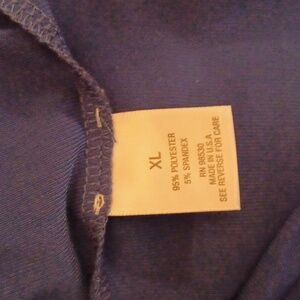 XL
95% POLYESTER
5% SPANDEX
RN 98530
MADE IN U.S.A
SEE REVERSE FOR CARE